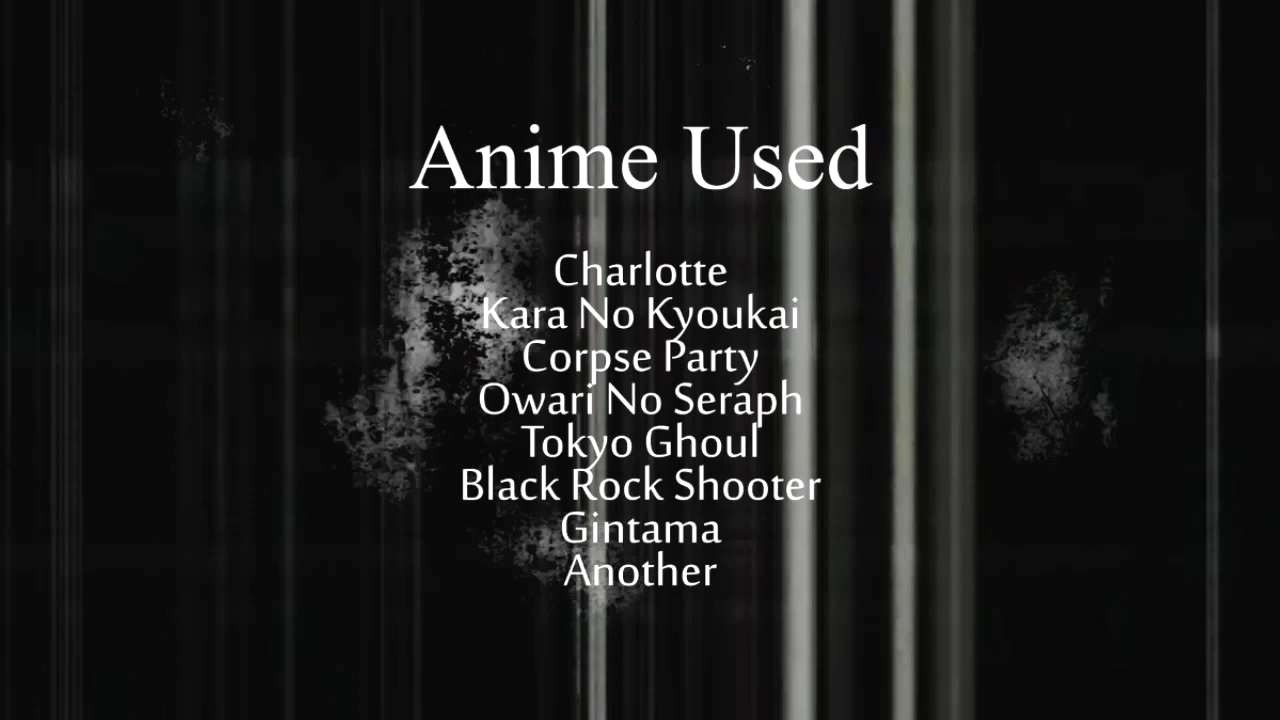 Anime Used
Charlotte
Kara No Kyoukai
Corpse Party
Owari No Seraph
Tokyo Ghoul
Black Rock Shooter
Gintama
Another